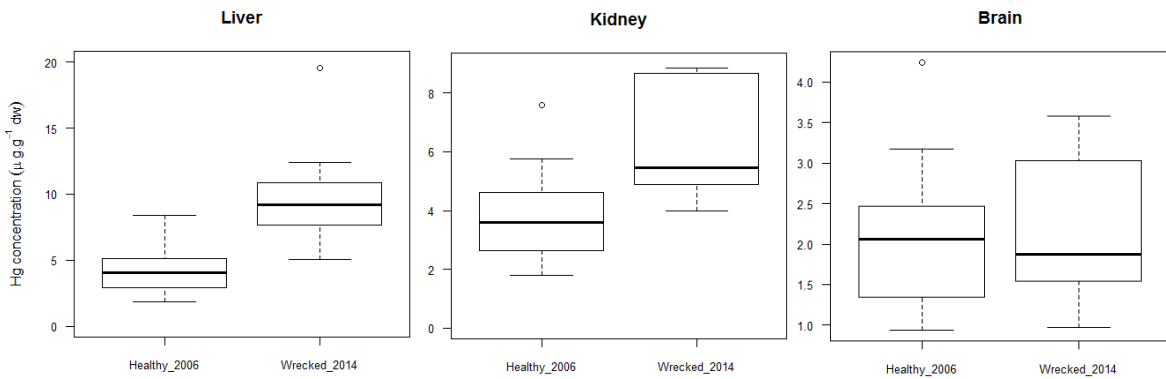 Liver
Kidney
Brain
Hg concentration (μ g.g⁻¹ dw)
20
15
10
5
0
8
6
4
2
0
4.0
3.5
3.0
2.5
2.0
1.5
1.0
Healthy_2006
Wrecked_2014
Healthy_2006
Wrecked_2014
Healthy_2006
Wrecked_2014